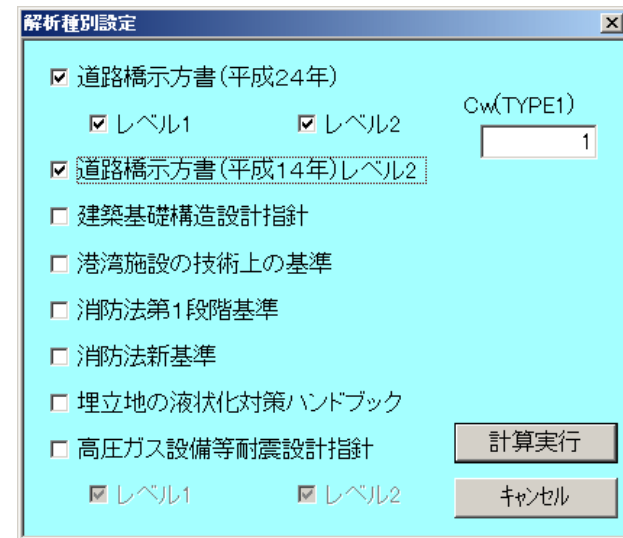 解析種別設定
道路橋示方書(平成24年)
Cw(TYPE1)
レベル1 レベル2
1
道路橋示方書(平成14年)レベル2
建築基礎構造設計指針
港湾施設の技術上の基準
消防法第1段階基準
消防法新基準
埋立地の液状化対策ハンドブック
高圧ガス設備等耐震設計指針
計算実行
レベル1 レベル2
キャンセル